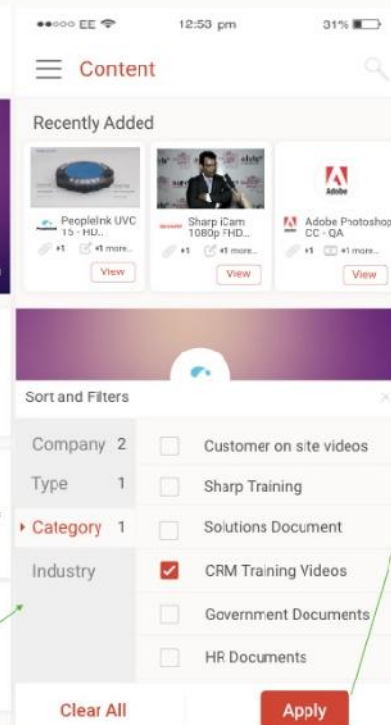 EE 12:53 pm 31%
Content
Recently Added
Peoplelink UVC
15 - HD...
+1 +1 more...
View
Sharp iCam
1080p FHD...
+1 +1 more...
View
Adobe
Adobe Photoshop
CC - QA
+1 +1 more...
View
Sort and Filters
Company 2
Type 1
Category 1
Industry
Customer on site videos
Sharp Training
Solutions Document
CRM Training Videos
Government Documents
HR Documents
Clear All
Apply